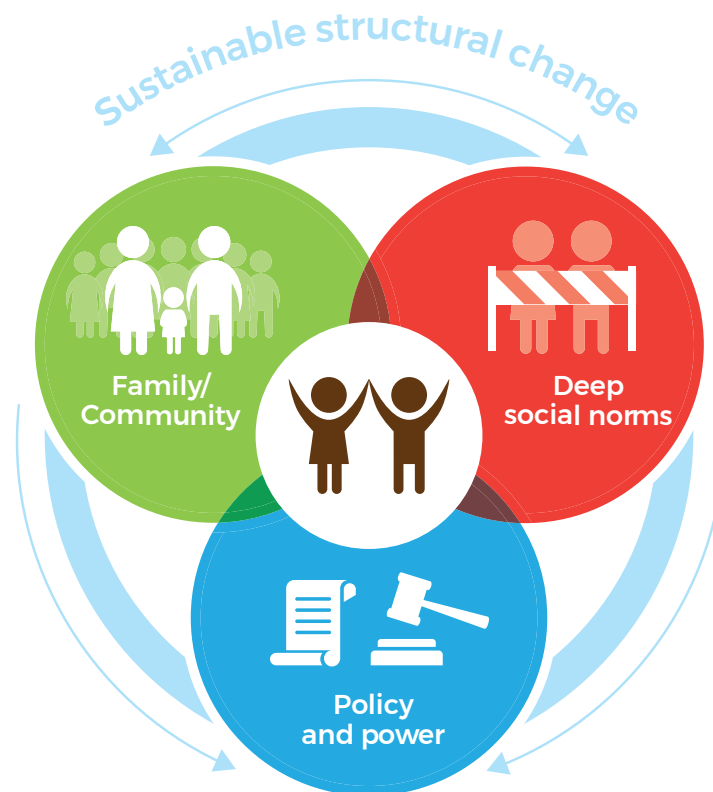 Sustainable structural change
Family/
Community
Deep
social norms
Policy
and power